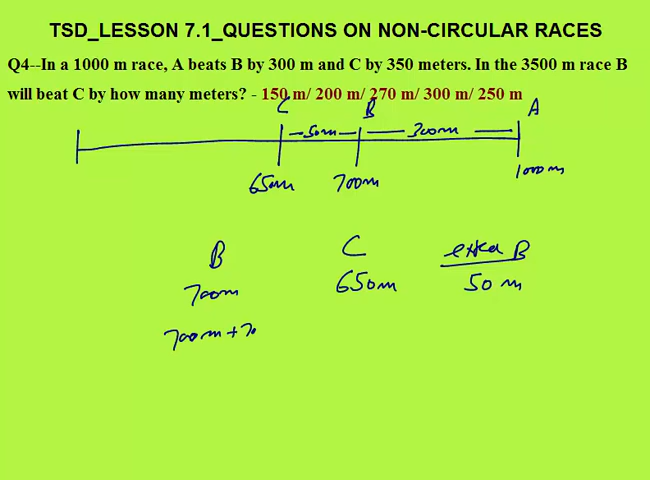 TSD_LESSON 7.1_QUESTIONS ON NON-CIRCULAR RACES
Q4--In a 1000 m race, A beats B by 300 m and C by 350 meters. In the 3500 m race B
will beat C by how many meters? - 150 m/ 200 m/ 270 m/ 300 m/ 250 m
C B A
50m 300m
650m 700m 1000m
B C extra B
700m 650m 50 m
700m + 70